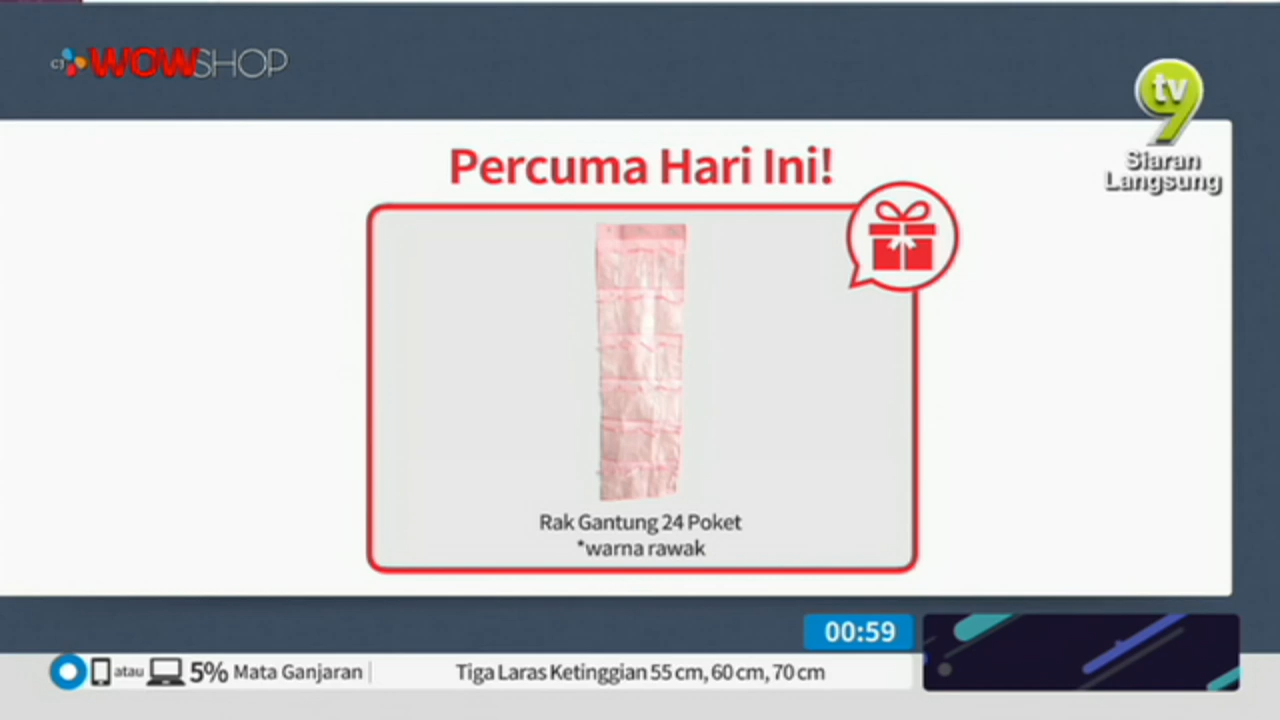 CJ WOWSHOP
tv9
Siaran
Langsung
Percuma Hari Ini!
Rak Gantung 24 Poket
*warna rawak
00:59
atau 5% Mata Ganjaran
Tiga Laras Ketinggian 55 cm, 60 cm, 70 cm